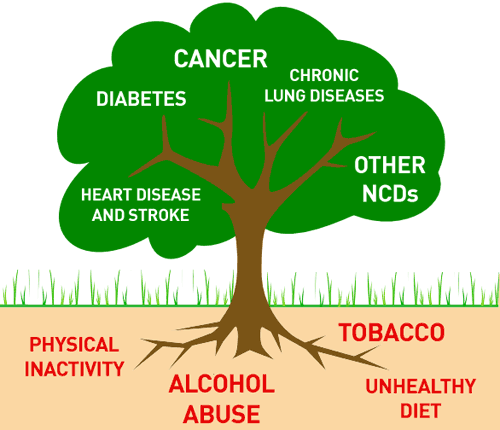 CANCER
CHRONIC
LUNG DISEASES
DIABETES
OTHER
NCDs
HEART DISEASE
AND STROKE
TOBACCO
PHYSICAL
INACTIVITY
ALCOHOL
ABUSE
UNHEALTHY
DIET